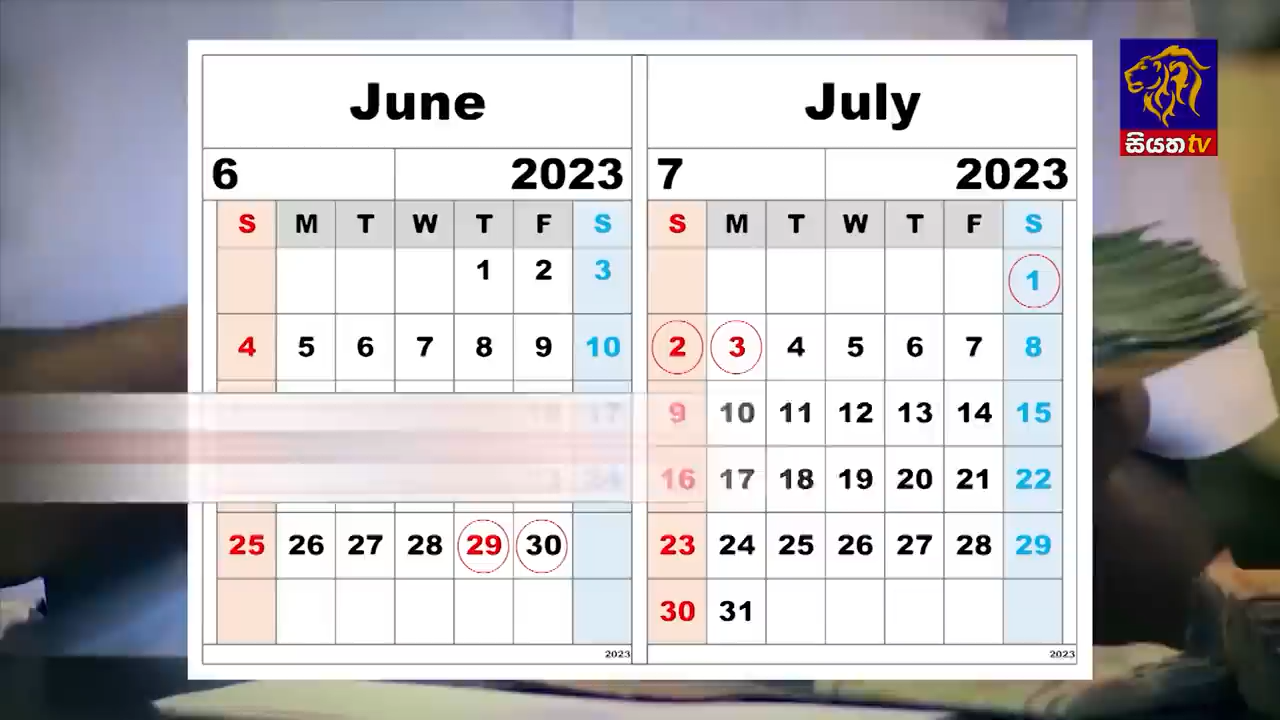 June
6 2023
S M T W T F S
1 2 3
4 5 6 7 8 9 10
17
25 26 27 28 29 30
2023
July
7 2023
S M T W T F S
1
2 3 4 5 6 7 8
9 10 11 12 13 14 15
16 17 18 19 20 21 22
23 24 25 26 27 28 29
30 31
2023
සියත tv